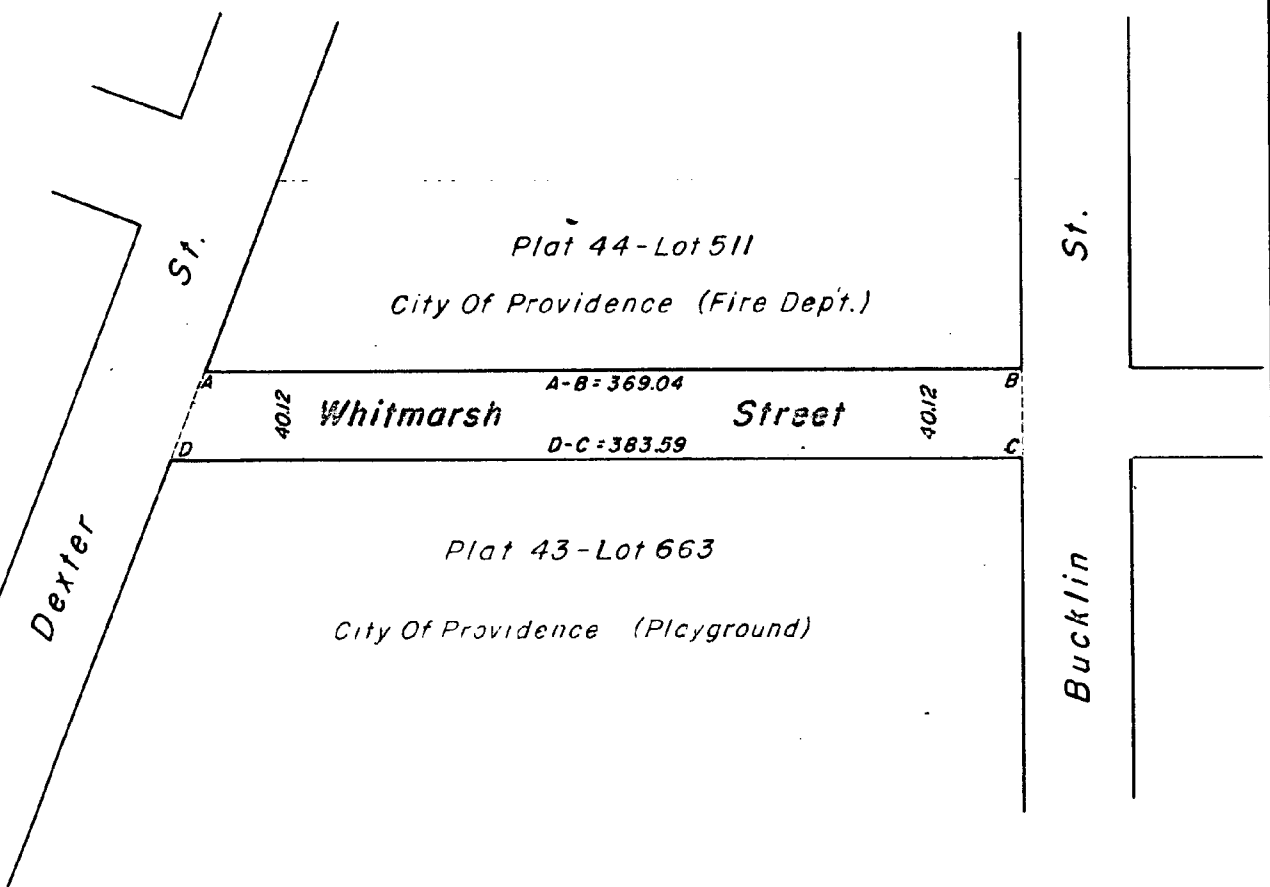 St.
St.
Plat 44-Lot 511
City Of Providence (Fire Dep't.)
A
A-B = 369.04
B
40.12
Whitmarsh Street
40.12
D
D-C = 383.59
C
Plat 43-Lot 663
City Of Providence (Playground)
Dexter
Bucklin